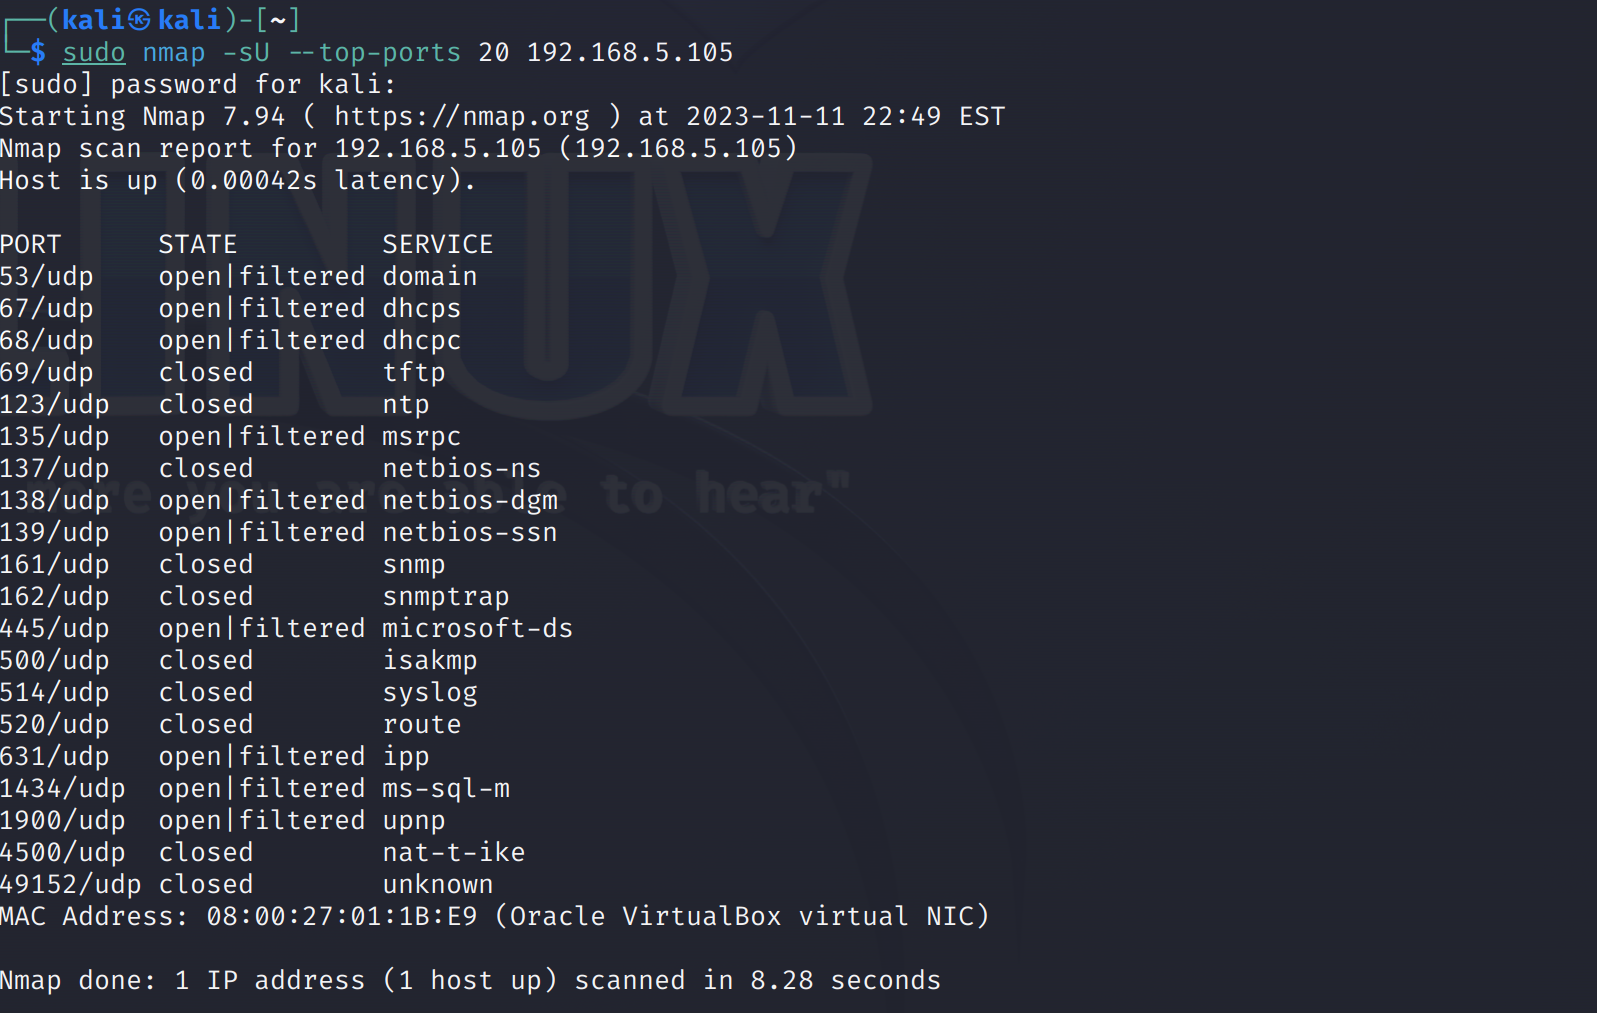 ┌──(kali㉿kali)-[~]
└─$ sudo nmap -sU --top-ports 20 192.168.5.105
[sudo] password for kali:
Starting Nmap 7.94 ( https://nmap.org ) at 2023-11-11 22:49 EST
Nmap scan report for 192.168.5.105 (192.168.5.105)
Host is up (0.00042s latency).

PORT      STATE         SERVICE
53/udp    open|filtered domain
67/udp    open|filtered dhcps
68/udp    open|filtered dhcpc
69/udp    closed        tftp
123/udp   closed        ntp
135/udp   open|filtered msrpc
137/udp   closed        netbios-ns
138/udp   open|filtered netbios-dgm
139/udp   open|filtered netbios-ssn
161/udp   closed        snmp
162/udp   closed        snmptrap
445/udp   open|filtered microsoft-ds
500/udp   closed        isakmp
514/udp   closed        syslog
520/udp   closed        route
631/udp   open|filtered ipp
1434/udp  open|filtered ms-sql-m
1900/udp  open|filtered upnp
4500/udp  closed        nat-t-ike
49152/udp closed        unknown
MAC Address: 08:00:27:01:1B:E9 (Oracle VirtualBox virtual NIC)

Nmap done: 1 IP address (1 host up) scanned in 8.28 seconds
to hear"